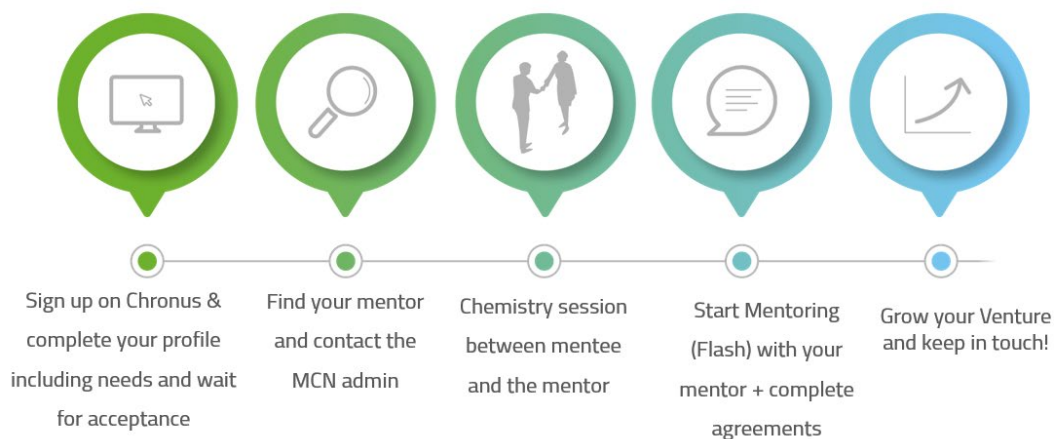 Sign up on Chronus &
complete your profile
including needs and wait
for acceptance
Find your mentor
and contact the
MCN admin
Chemistry session
between mentee
and the mentor
Start Mentoring
(Flash) with your
mentor + complete
agreements
Grow your Venture
and keep in touch!